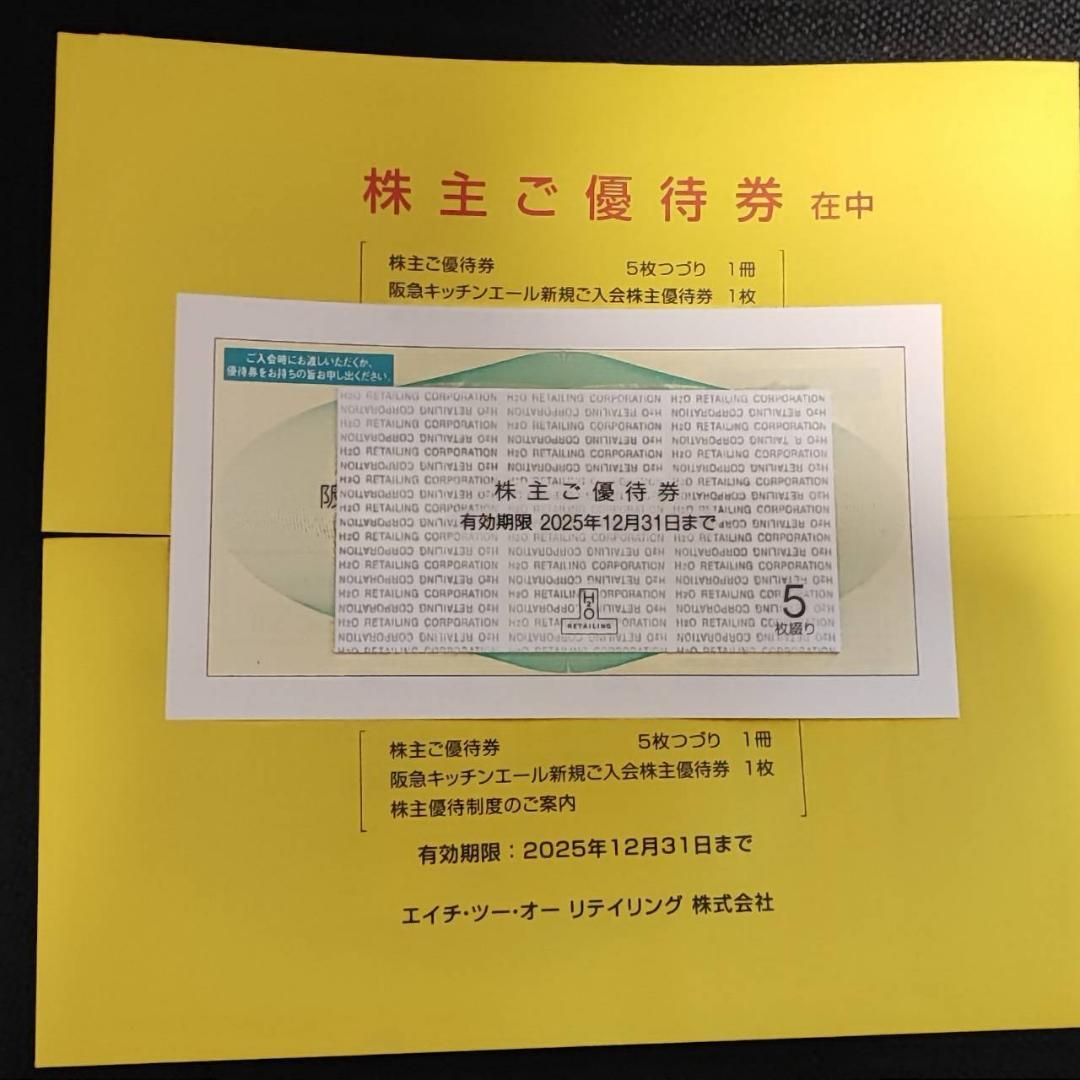 株主ご優待券 在中
株主ご優待券 5枚つづり 1冊
阪急キッチンエール新規ご入会株主優待券 1枚
ご入会時にお渡しいただくか、
優待券をお持ちの旨お申し出ください。
H2O RETAILING CORPORATION H2O RETAILING CORPORATION H2O RETAILING CORPORATION
阪
株主ご優待券
有効期限 2025年12月31日まで
H2O
RETAILING
5
枚綴り
株主ご優待券 5枚つづり 1冊
阪急キッチンエール新規ご入会株主優待券 1枚
株主優待制度のご案内
有効期限：2025年12月31日まで
エイチ・ツー・オー リテイリング 株式会社